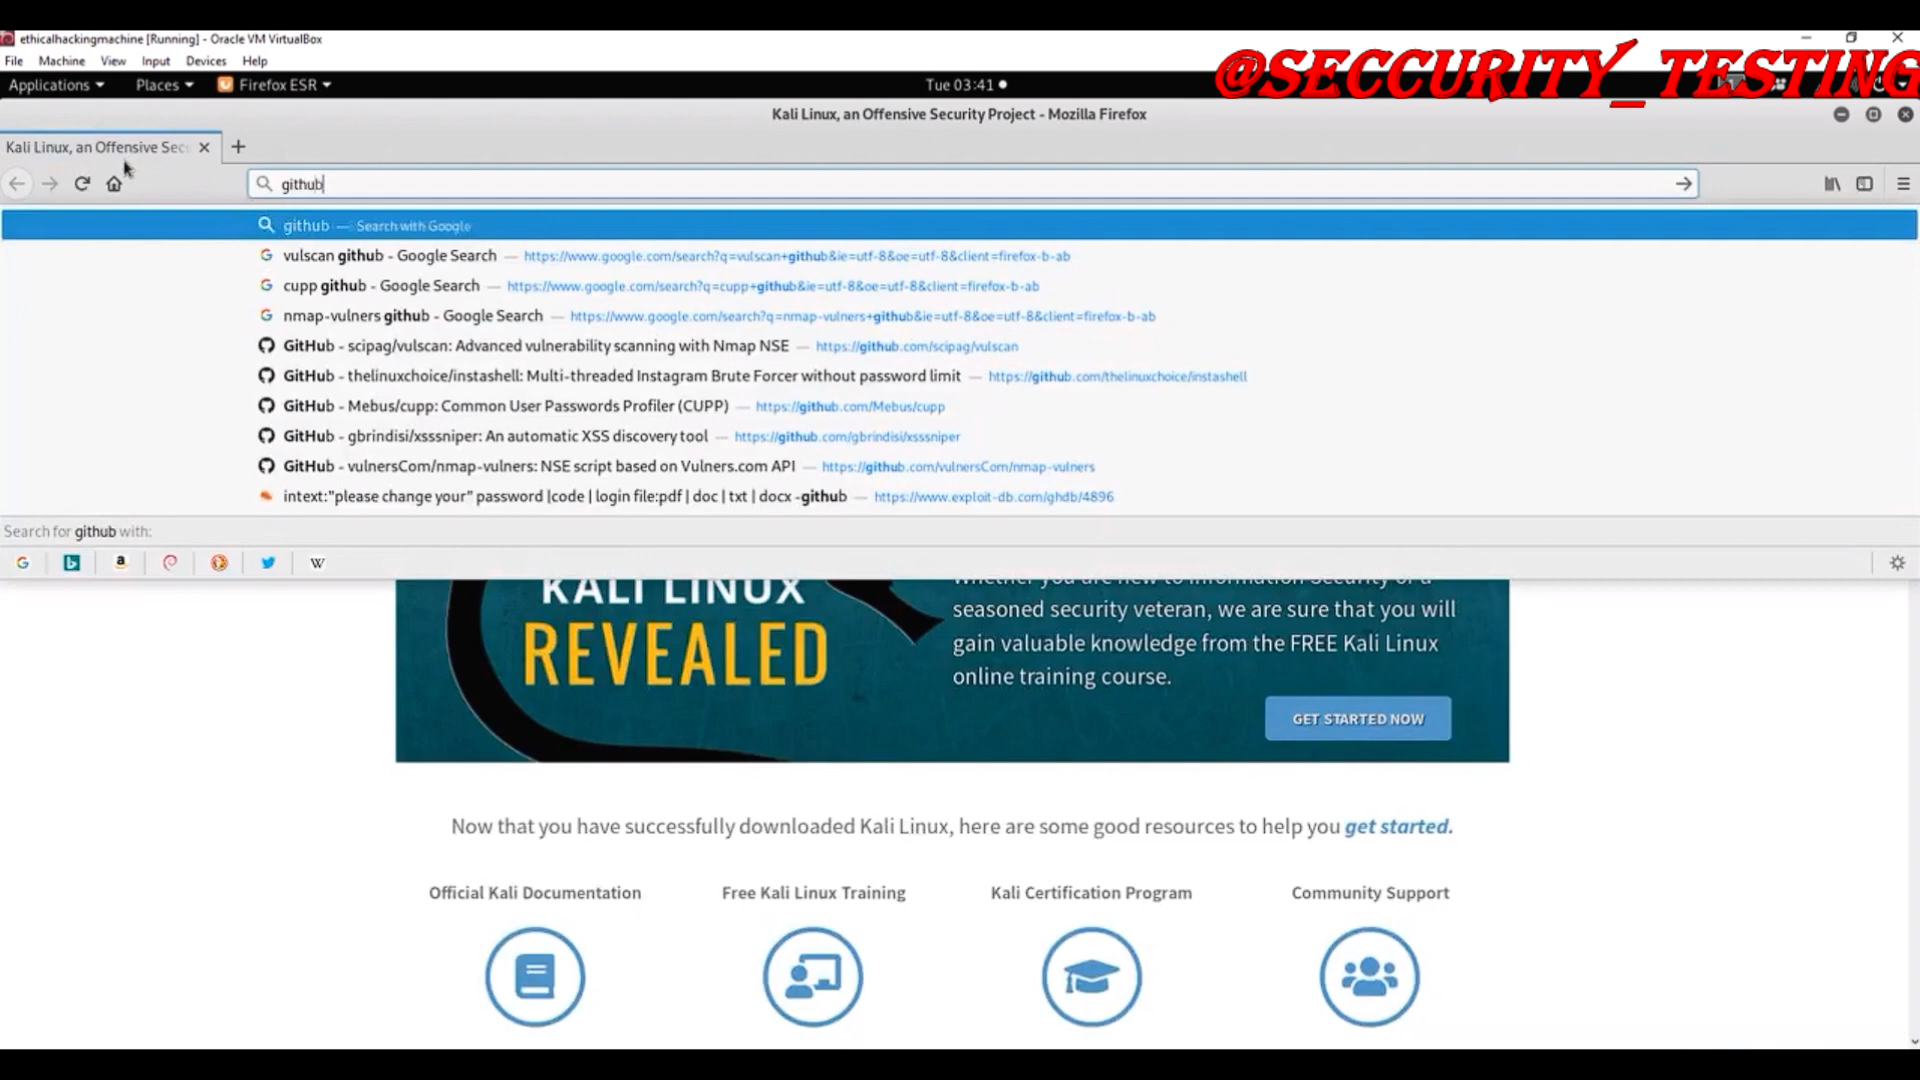 ethicalhackingmachine [Running] - Oracle VM VirtualBox
File Machine View Input Devices Help
@SECCURITY_TESTING
Applications Places Firefox ESR Tue 03:41
Kali Linux, an Offensive Security Project - Mozilla Firefox
Kali Linux, an Offensive Sec
github
github — Search with Google
vulscan github - Google Search — https://www.google.com/search?q=vulscan+github&ie=utf-8&oe=utf-8&client=firefox-b-ab
cupp github - Google Search — https://www.google.com/search?q=cupp+github&ie=utf-8&oe=utf-8&client=firefox-b-ab
nmap-vulners github - Google Search — https://www.google.com/search?q=nmap-vulners+github&ie=utf-8&oe=utf-8&client=firefox-b-ab
GitHub - scipag/vulscan: Advanced vulnerability scanning with Nmap NSE — https://github.com/scipag/vulscan
GitHub - thelinuxchoice/instashell: Multi-threaded Instagram Brute Forcer without password limit — https://github.com/thelinuxchoice/instashell
GitHub - Mebus/cupp: Common User Passwords Profiler (CUPP) — https://github.com/Mebus/cupp
GitHub - gbrindisi/xsssniper: An automatic XSS discovery tool — https://github.com/gbrindisi/xsssniper
GitHub - vulnersCom/nmap-vulners: NSE script based on Vulners.com API — https://github.com/vulnersCom/nmap-vulners
intext:"please change your" password |code | login file:pdf | doc | txt | docx -github — https://www.exploit-db.com/ghdb/4896
Search for github with:
KALI LINUX
REVEALED
Whether you are new to information security or a
seasoned security veteran, we are sure that you will
gain valuable knowledge from the FREE Kali Linux
online training course.
GET STARTED NOW
Now that you have successfully downloaded Kali Linux, here are some good resources to help you get started.
Official Kali Documentation Free Kali Linux Training Kali Certification Program Community Support